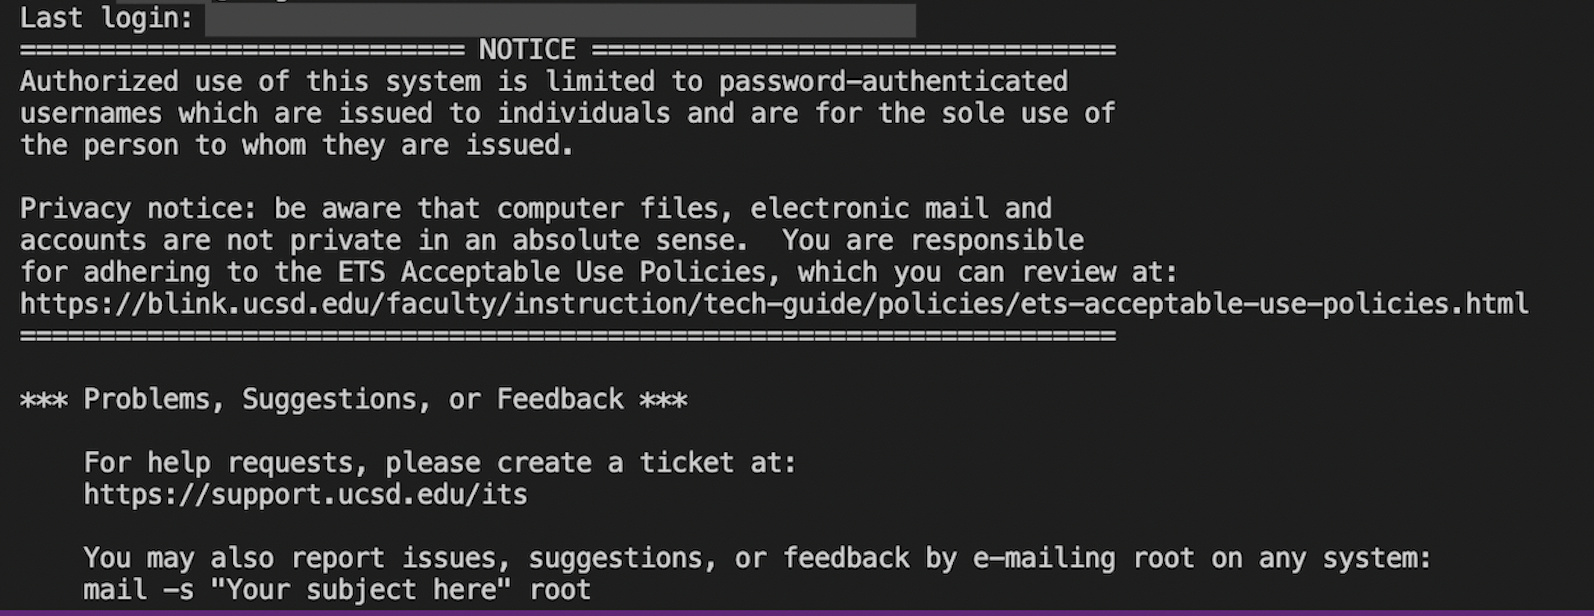 Last login:
============================ NOTICE =================================
Authorized use of this system is limited to password-authenticated
usernames which are issued to individuals and are for the sole use of
the person to whom they are issued.
Privacy notice: be aware that computer files, electronic mail and
accounts are not private in an absolute sense.  You are responsible
for adhering to the ETS Acceptable Use Policies, which you can review at:
https://blink.ucsd.edu/faculty/instruction/tech-guide/policies/ets-acceptable-use-policies.html
=====================================================================
*** Problems, Suggestions, or Feedback ***
For help requests, please create a ticket at:
https://support.ucsd.edu/its
You may also report issues, suggestions, or feedback by e-mailing root on any system:
mail -s "Your subject here" root